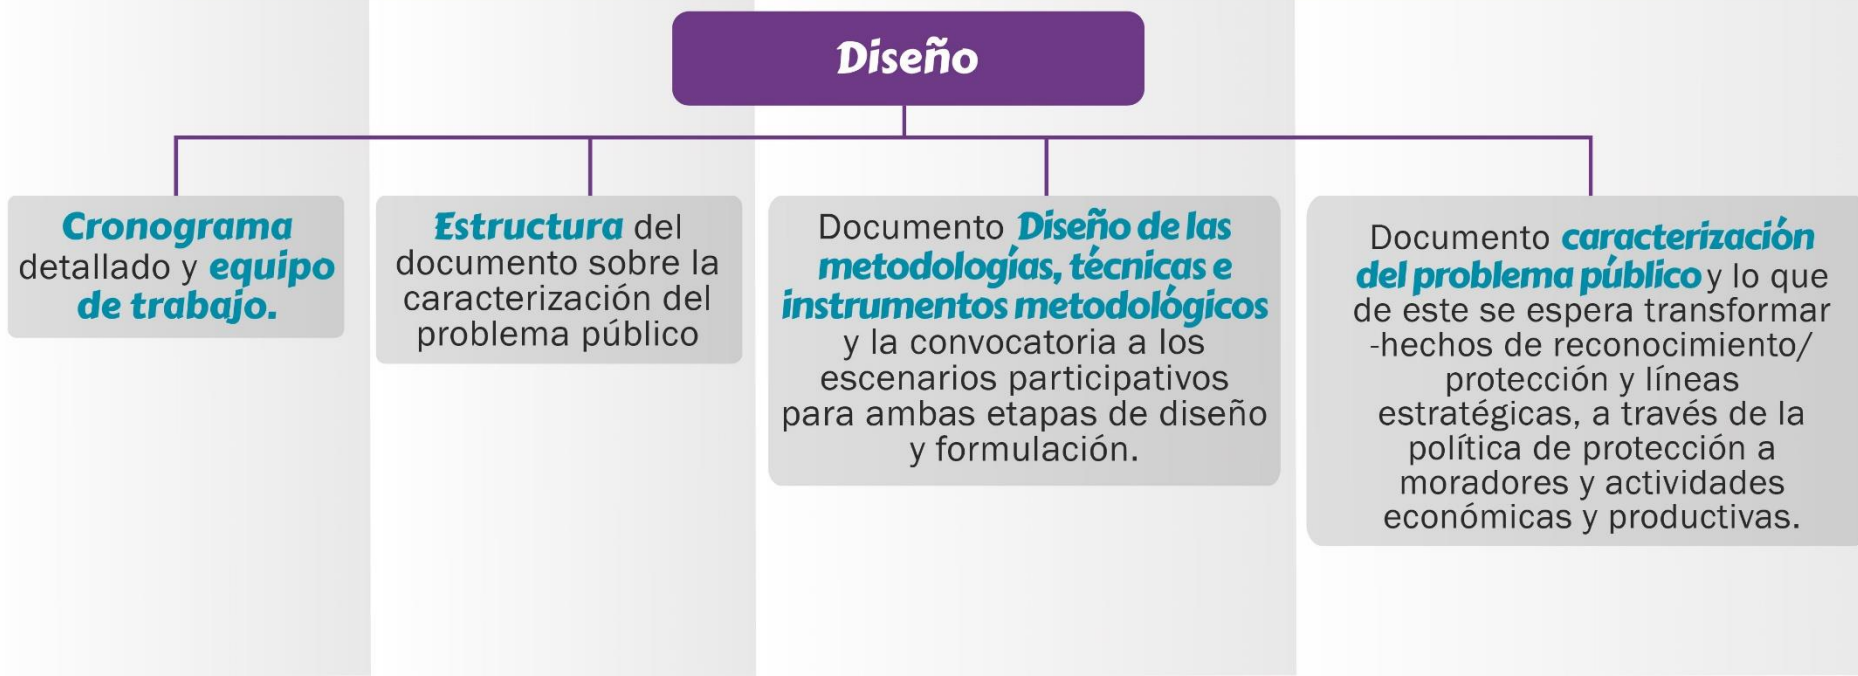 Diseño
Cronograma
detallado y equipo
de trabajo.
Estructura del
documento sobre la
caracterización del
problema público
Documento Diseño de las
metodologías, técnicas e
instrumentos metodológicos
y la convocatoria a los
escenarios participativos
para ambas etapas de diseño
y formulación.
Documento caracterización
del problema público y lo que
de este se espera transformar
-hechos de reconocimiento/
protección y líneas
estratégicas, a través de la
política de protección a
moradores y actividades
económicas y productivas.